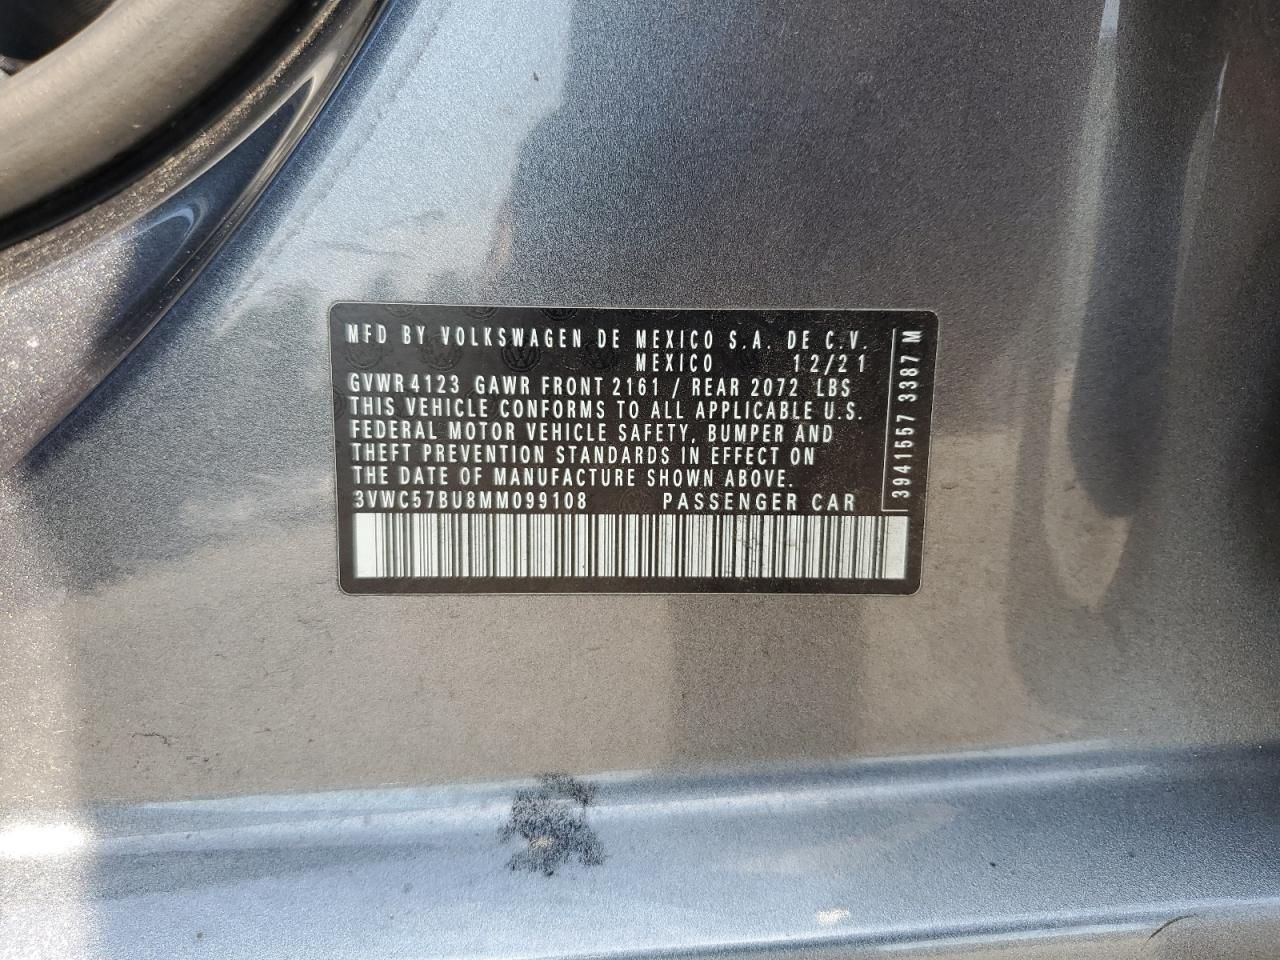 MFD BY VOLKSWAGEN DE MEXICO S.A. DE C.V.
MEXICO 12/21
GVWR 4123 GAWR FRONT 2161 / REAR 2072 LBS
THIS VEHICLE CONFORMS TO ALL APPLICABLE U.S.
FEDERAL MOTOR VEHICLE SAFETY, BUMPER AND
THEFT PREVENTION STANDARDS IN EFFECT ON
THE DATE OF MANUFACTURE SHOWN ABOVE.
3VWC57BU8MM099108 PASSENGER CAR
3941557 3387 M